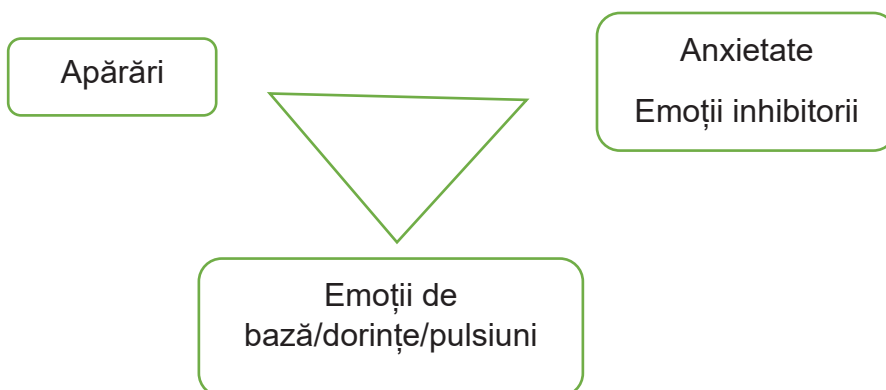 Apărări
Anxietate
Emoții inhibitorii
Emoții de
bază/dorințe/pulsiuni